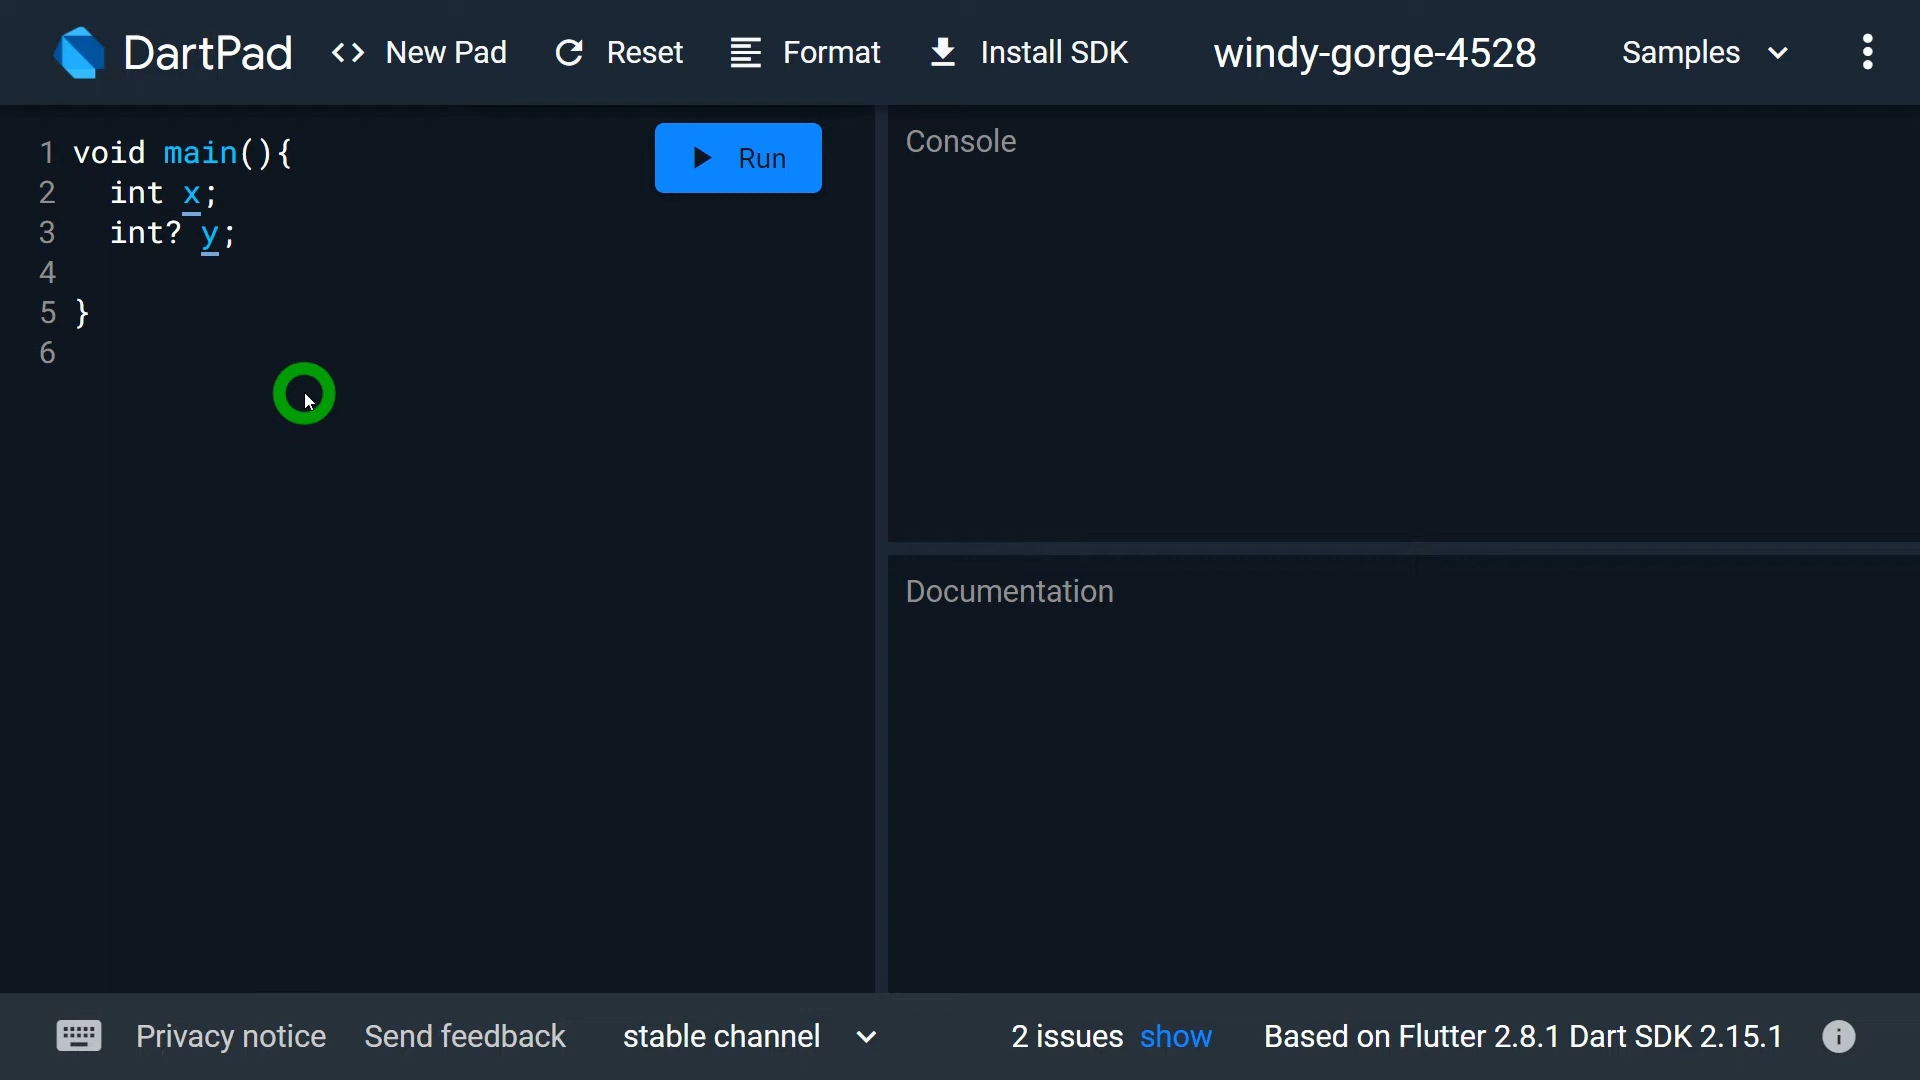 DartPad <> New Pad Reset Format Install SDK windy-gorge-4528 Samples
1 void main(){
2 int x;
3 int? y;
4
5 }
6
Run
Console
Documentation
Privacy notice Send feedback stable channel 2 issues show Based on Flutter 2.8.1 Dart SDK 2.15.1 i